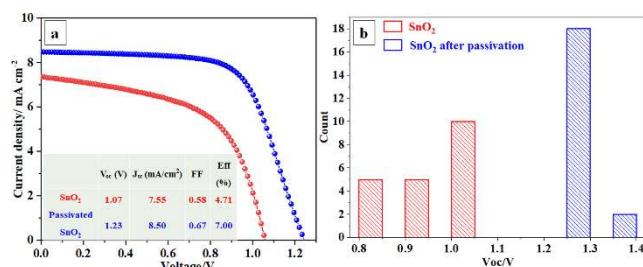 a
Current density/ mA cm⁻²
10
8
6
4
2
0
Vₒc (V) Jₛc (mA/cm²) FF Eff (%)
SnO₂ 1.07 7.55 0.58 4.71
Passivated SnO₂ 1.23 8.50 0.67 7.00
0.0 0.2 0.4 0.6 0.8 1.0 1.2
Voltage/V
b
SnO₂
SnO₂ after passivation
Count
18
16
14
12
10
8
6
4
2
0
0.8 0.9 1.0 1.1 1.2 1.3 1.4
Voc/V